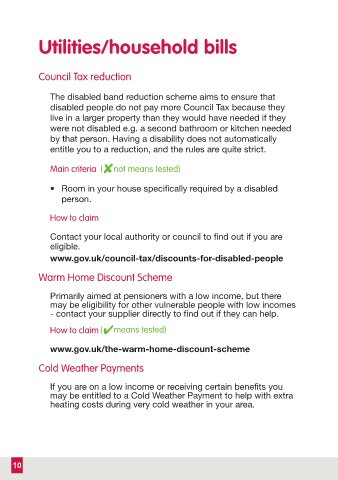 Utilities/household bills
Council Tax reduction
The disabled band reduction scheme aims to ensure that
disabled people do not pay more Council Tax because they
live in a larger property than they would have needed if they
were not disabled e.g. a second bathroom or kitchen needed
by that person. Having a disability does not automatically
entitle you to a reduction, and the rules are quite strict.
Main criteria (✘not means tested)
• Room in your house specifically required by a disabled
person.
How to claim
Contact your local authority or council to find out if you are
eligible.
www.gov.uk/council-tax/discounts-for-disabled-people
Warm Home Discount Scheme
Primarily aimed at pensioners with a low income, but there
may be eligibility for other vulnerable people with low incomes
- contact your supplier directly to find out if they can help.
How to claim (✔means tested)
www.gov.uk/the-warm-home-discount-scheme
Cold Weather Payments
If you are on a low income or receiving certain benefits you
may be entitled to a Cold Weather Payment to help with extra
heating costs during very cold weather in your area.
10